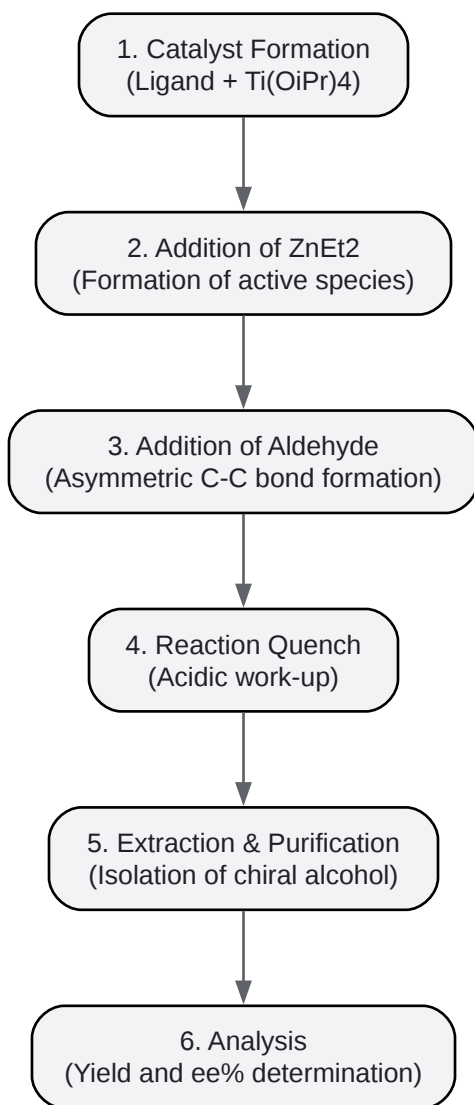 1. Catalyst Formation
(Ligand + Ti(OiPr)4)
2. Addition of ZnEt2
(Formation of active species)
3. Addition of Aldehyde
(Asymmetric C-C bond formation)
4. Reaction Quench
(Acidic work-up)
5. Extraction & Purification
(Isolation of chiral alcohol)
6. Analysis
(Yield and ee% determination)